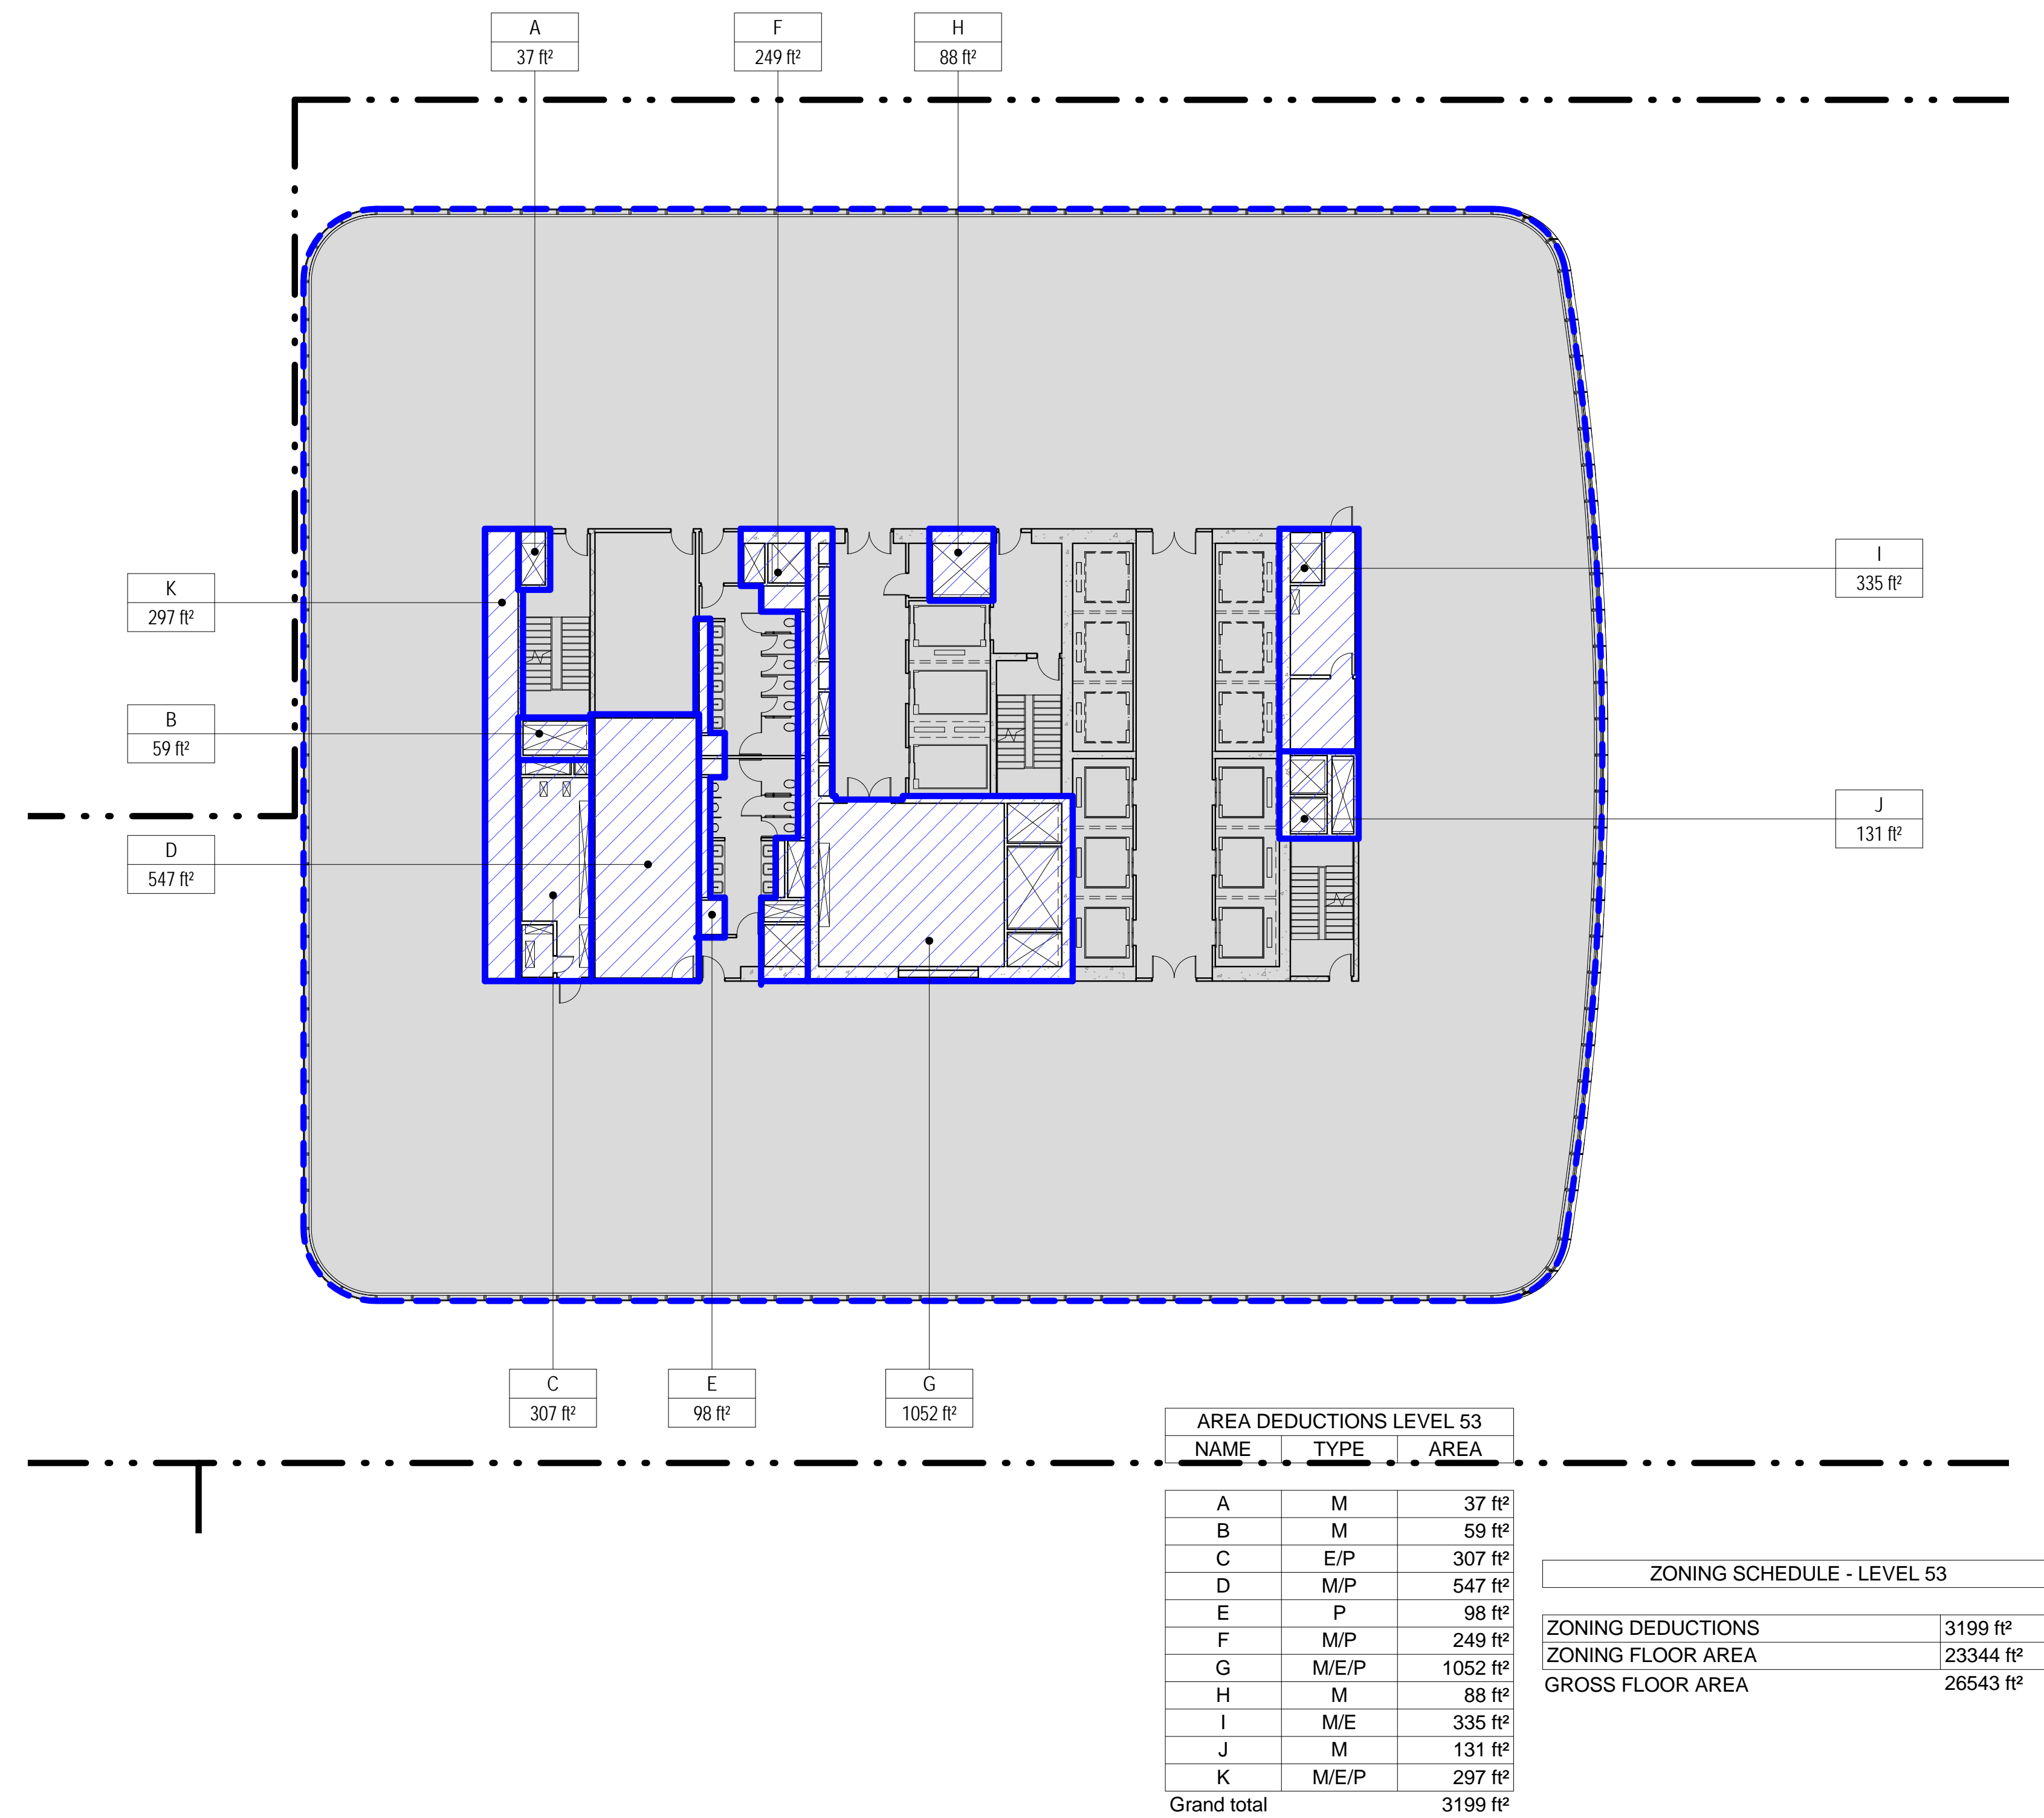 A
37 ft²
F
249 ft²
H
88 ft²
I
335 ft²
K
297 ft²
B
59 ft²
J
131 ft²
D
547 ft²
C
307 ft²
E
98 ft²
G
1052 ft²
AREA DEDUCTIONS LEVEL 53
NAME TYPE AREA
A M 37 ft²
B M 59 ft²
C E/P 307 ft²
D M/P 547 ft²
E P 98 ft²
F M/P 249 ft²
G M/E/P 1052 ft²
H M 88 ft²
I M/E 335 ft²
J M 131 ft²
K M/E/P 297 ft²
Grand total 3199 ft²
ZONING SCHEDULE - LEVEL 53
ZONING DEDUCTIONS 3199 ft²
ZONING FLOOR AREA 23344 ft²
GROSS FLOOR AREA 26543 ft²